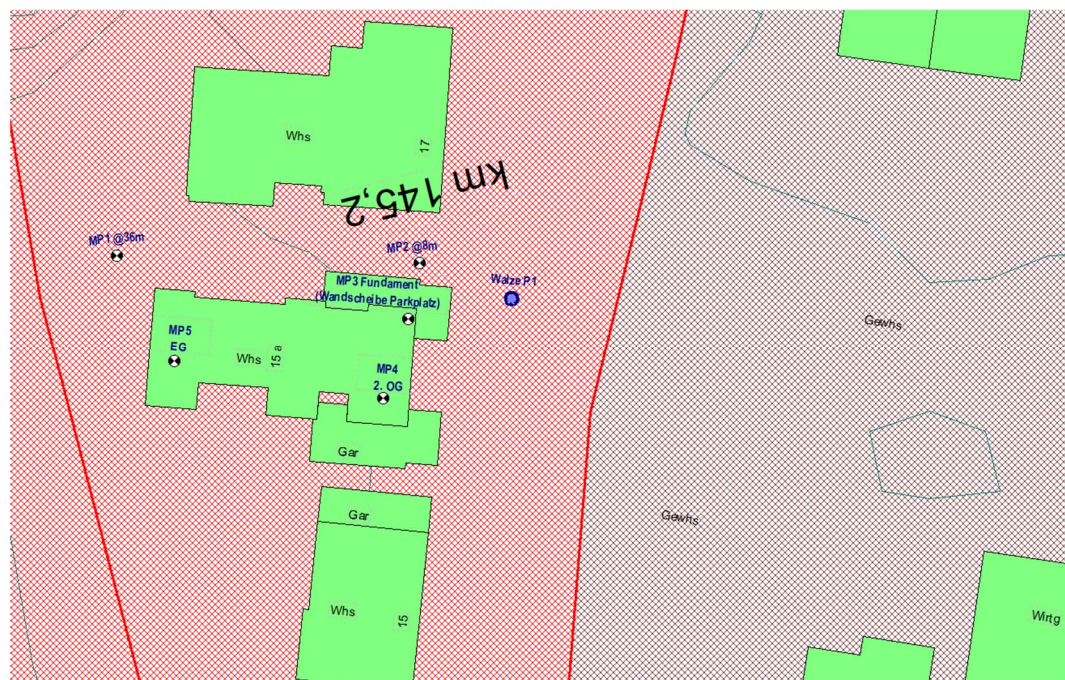 Whs
17
km 145,2
MP1 @36m
MP2 @8m
MP3 Fundament
(Wandscheibe Parkplatz)
Walze P1
Gewhs
MP5
EG
Whs
15 a
MP4
2. OG
Gar
Gar
Gewhs
Whs
15
Wirtg